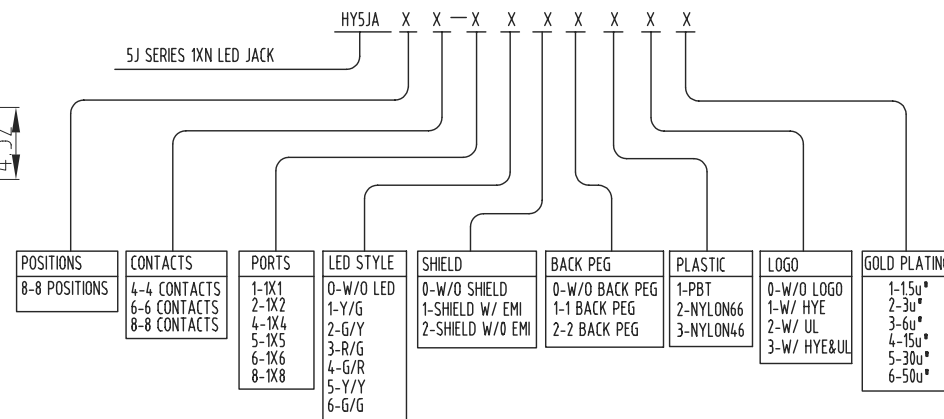 HY5JA X X - X X X X X X X
5J SERIES 1XN LED JACK
4.57
POSITIONS
8-8 POSITIONS
CONTACTS
4-4 CONTACTS
6-6 CONTACTS
8-8 CONTACTS
PORTS
1-1X1
2-1X2
4-1X4
5-1X5
6-1X6
8-1X8
LED STYLE
0-W/O LED
1-Y/G
2-G/Y
3-R/G
4-G/R
5-Y/Y
6-G/G
SHIELD
0-W/O SHIELD
1-SHIELD W/ EMI
2-SHIELD W/O EMI
BACK PEG
0-W/O BACK PEG
1-1 BACK PEG
2-2 BACK PEG
PLASTIC
1-PBT
2-NYLON66
3-NYLON46
LOGO
0-W/O LOGO
1-W/ HYE
2-W/ UL
3-W/ HYE&UL
GOLD PLATING
1-1.5u"
2-3u"
3-6u"
4-15u"
5-30u"
6-50u"